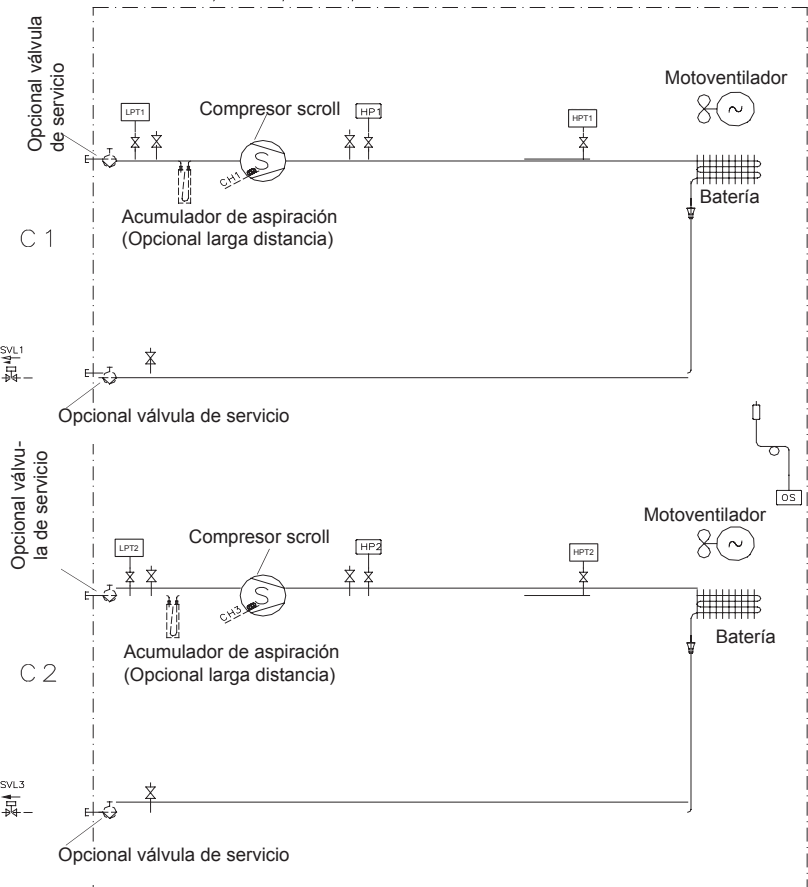 Opcional válvula
de servicio
LPT1
Compresor scroll
HP1
HPT1
Motoventilador
S
CH1
Batería
Acumulador de aspiración
(Opcional larga distancia)
C 1
SVL1
Opcional válvula de servicio
OS
Opcional válvu-
la de servicio
LPT2
Compresor scroll
HP2
HPT2
Motoventilador
S
CH3
Batería
Acumulador de aspiración
(Opcional larga distancia)
C 2
SVL3
Opcional válvula de servicio